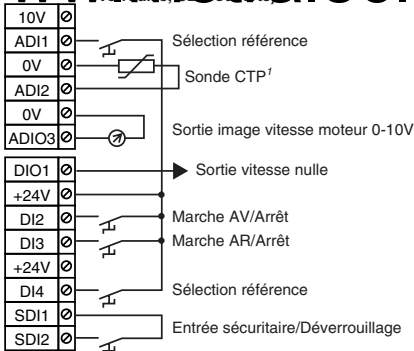 10V
ADI1 Sélection référence
0V
Sonde CTP¹
ADI2
0V
Sortie image vitesse moteur 0-10V
ADIO3
DIO1 Sortie vitesse nulle
+24V
DI2 Marche AV/Arrêt
DI3 Marche AR/Arrêt
+24V
DI4 Sélection référence
SDI1
Entrée sécuritaire/Déverrouillage
SDI2